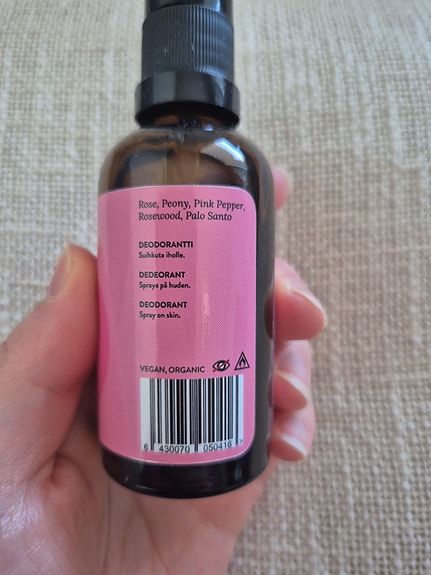 Rose, Peony, Pink Pepper,
Rosewood, Palo Santo
DEODORANTTI
Suihkuta iholle.
DEDEORANT
Spraya på huden.
DEODORANT
Spray on skin.
VEGAN, ORGANIC
6 430070 050416 >